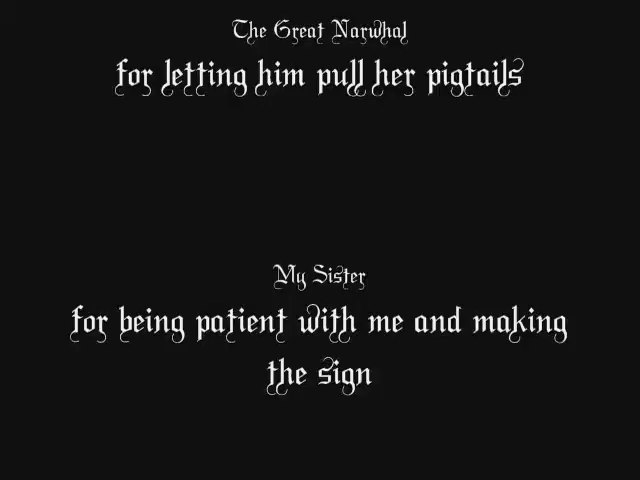 The Great Narwhal
for letting him pull her pigtails
My Sister
for being patient with me and making
the sign